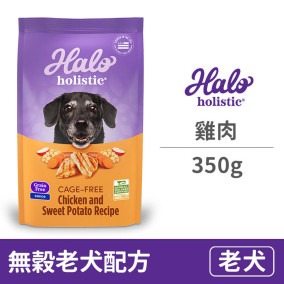 Halo
holistic®
Grain
Free
SENIOR
CAGE-FREE
Chicken and
Sweet Potato Recipe
Halo
holistic®
雞肉
350g
無穀老犬配方
老犬